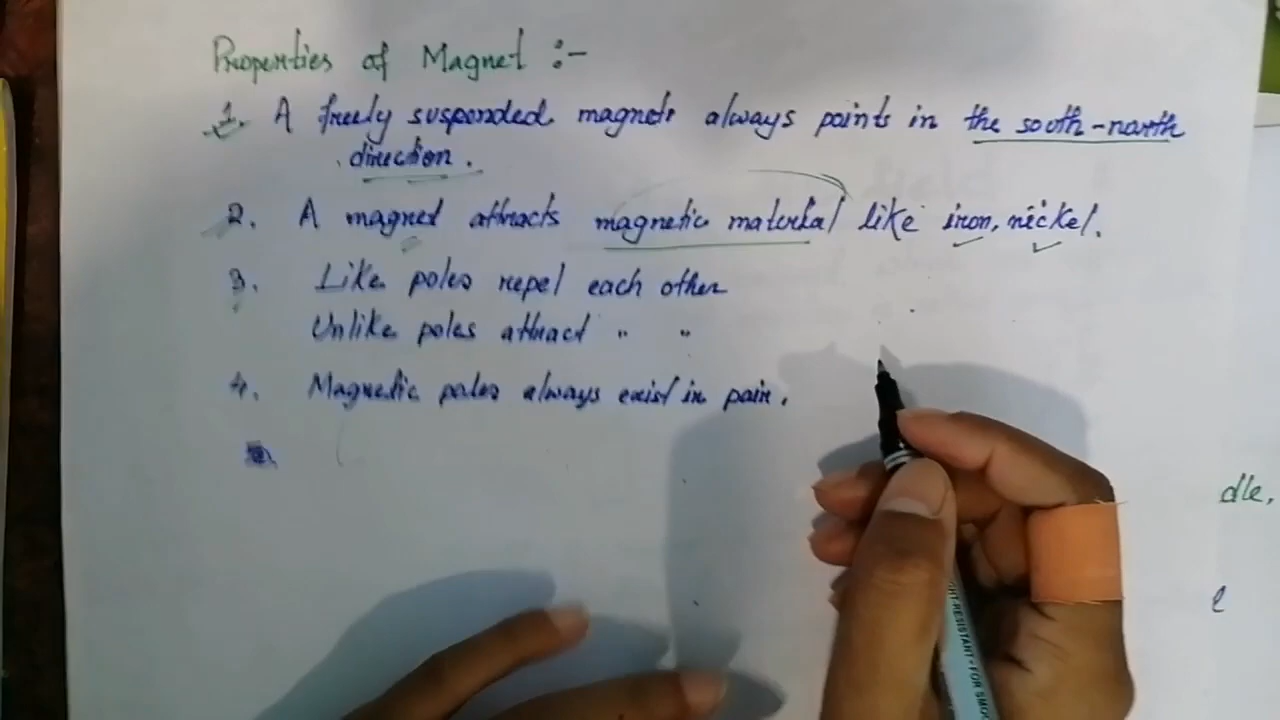 Properties of Magnet :-
1. A freely suspended magnet always points in the south-north
direction.
2. A magnet attracts magnetic material like iron, nickel.
3. Like poles repel each other
Unlike poles attract " "
4. Magnetic poles always exist in pair.
dle,
e